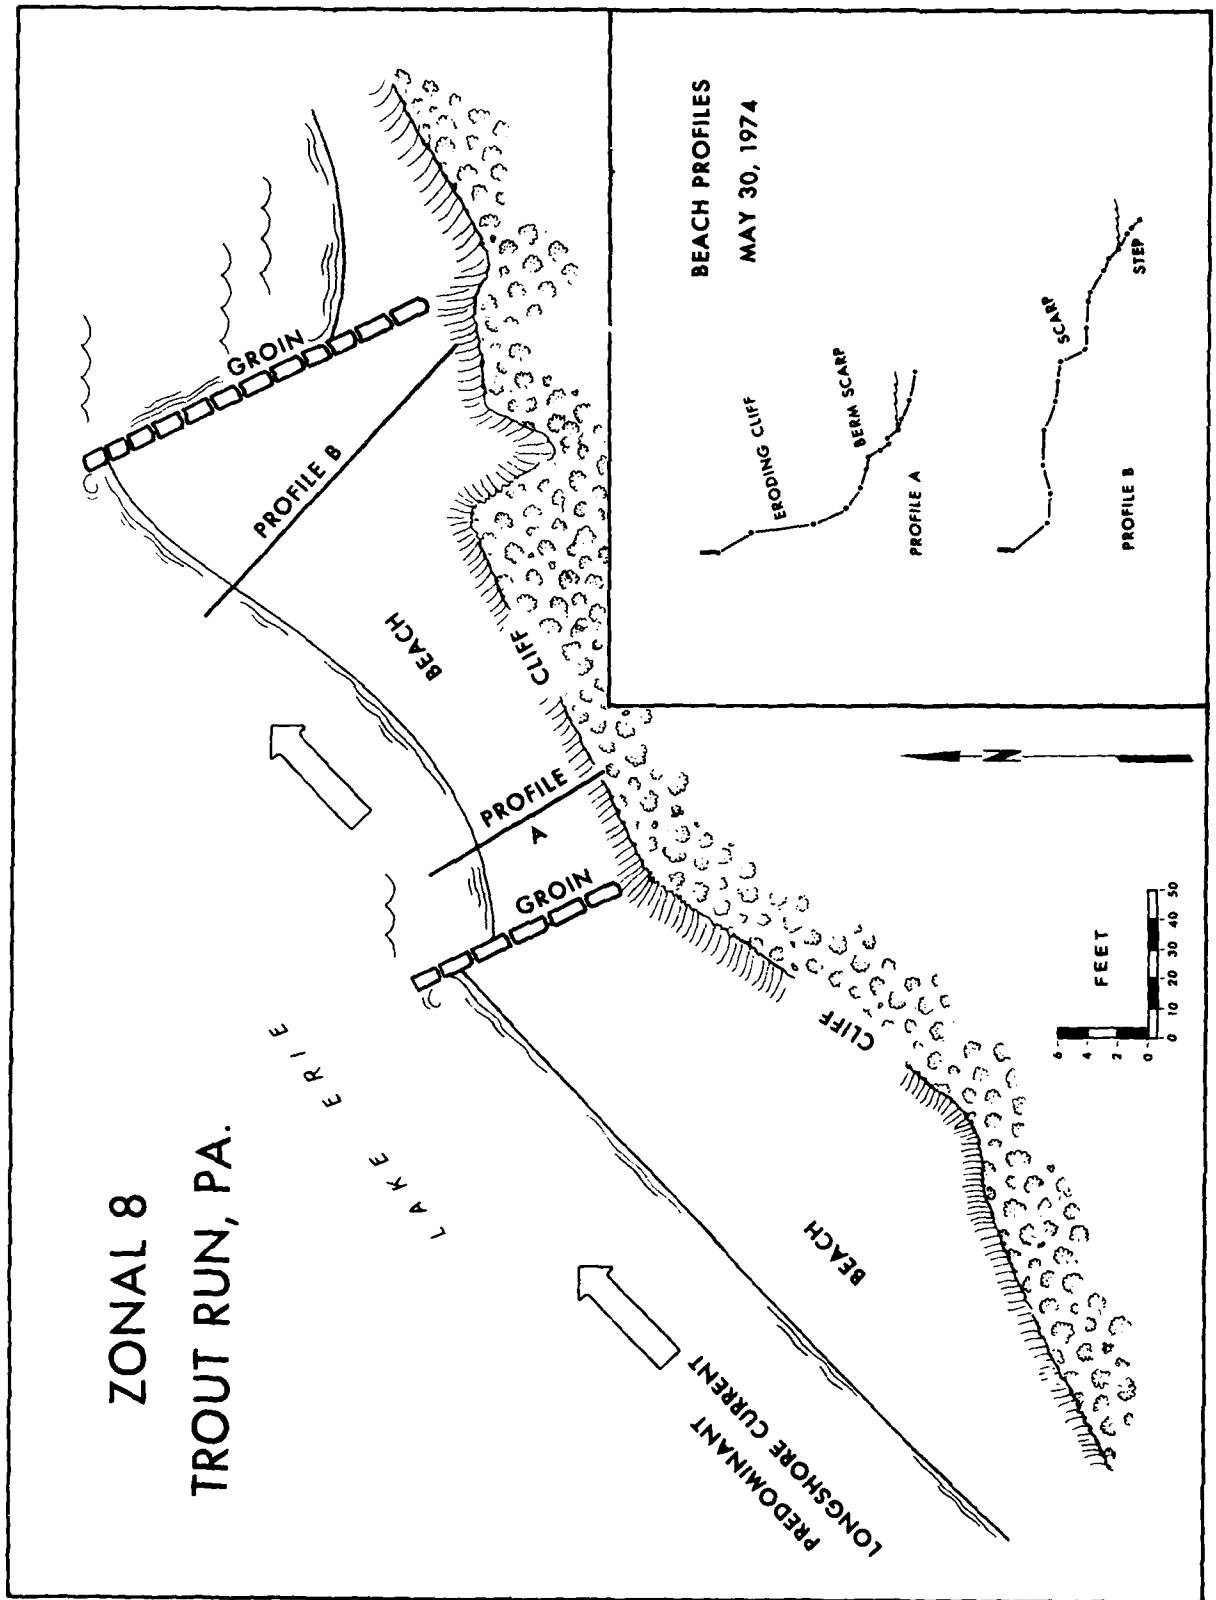 ZONAL 8
TROUT RUN, PA.
LAKE ERIE
PREDOMINANT
LONGSHORE CURRENT
BEACH
CLIFF
GROIN
PROFILE
A
CLIFF
BEACH
PROFILE B
GROIN
N
FEET
6
4
2
0
0 10 20 30 40 50
BEACH PROFILES
MAY 30, 1974
ERODING CLIFF
BERM SCARP
PROFILE A
SCARP
STEP
PROFILE B